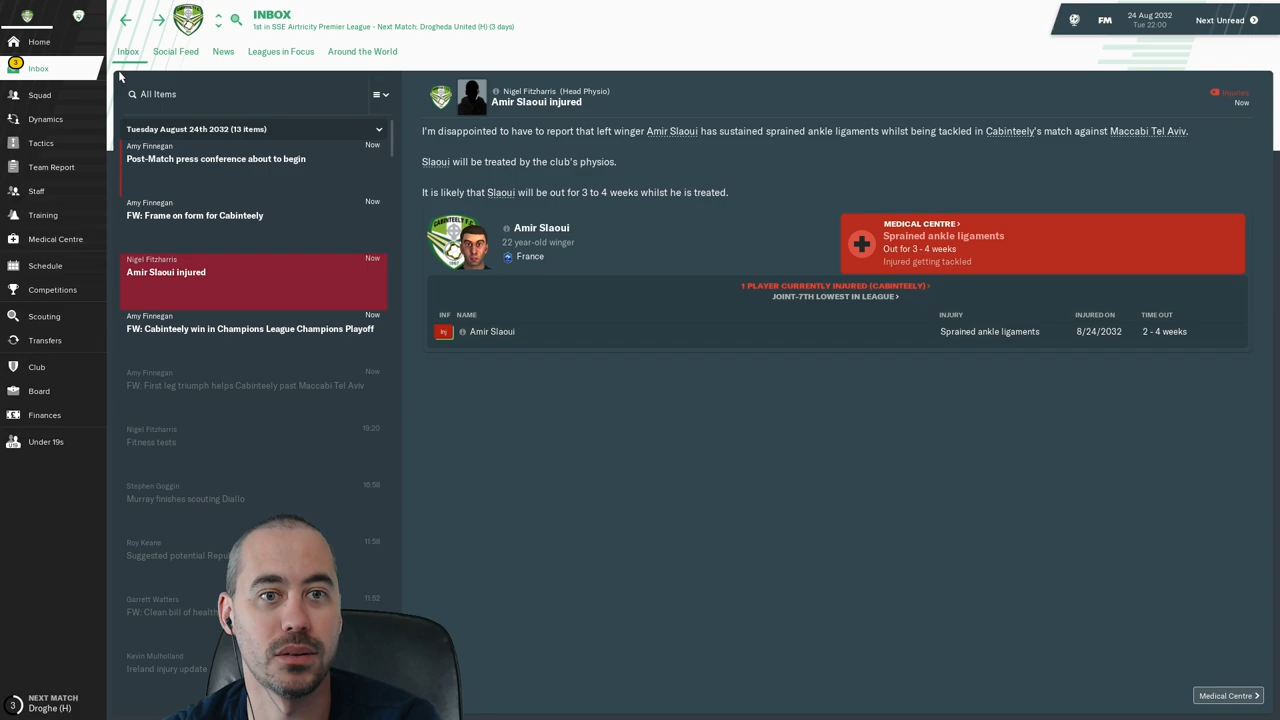 INBOX
1st in SSE Airtricity Premier League - Next Match: Drogheda United (H) (3 days)
FM
24 Aug 2032
Tue 22:00
Next Unread
Inbox
Social Feed
News
Leagues in Focus
Around the World
Home
3
Inbox
Squad
Dynamics
Tactics
Team Report
Staff
Training
Medical Centre
Schedule
Competitions
Scouting
Transfers
Club
Board
Finances
Under 19s
3
NEXT MATCH
Droghe (H)
All Items
Tuesday August 24th 2032 (13 items)
Amy Finnegan
Now
Post-Match press conference about to begin
Amy Finnegan
Now
FW: Frame on form for Cabinteely
Nigel Fitzharris
Now
Amir Slaoui injured
Amy Finnegan
Now
FW: Cabinteely win in Champions League Champions Playoff
Amy Finnegan
Now
FW: First leg triumph helps Cabinteely past Maccabi Tel Aviv
Nigel Fitzharris
19:20
Fitness tests
Stephen Goggin
16:58
Murray finishes scouting Diallo
Roy Keane
11:58
Suggested potential Repu
Garrett Watters
11:52
FW: Clean bill of health
Kevin Mulholland
Ireland injury update
Nigel Fitzharris (Head Physio)
Amir Slaoui injured
Injuries
Now
I'm disappointed to have to report that left winger Amir Slaoui has sustained sprained ankle ligaments whilst being tackled in Cabinteely's match against Maccabi Tel Aviv.
Slaoui will be treated by the club's physios.
It is likely that Slaoui will be out for 3 to 4 weeks whilst he is treated.
CABINTEELY F.C.
Amir Slaoui
22 year-old winger
France
MEDICAL CENTRE >
Sprained ankle ligaments
Out for 3 - 4 weeks
Injured getting tackled
1 PLAYER CURRENTLY INJURED (CABINTEELY) >
JOINT-7TH LOWEST IN LEAGUE >
INF NAME INJURY INJURED ON TIME OUT
Inj Amir Slaoui Sprained ankle ligaments 8/24/2032 2 - 4 weeks
Medical Centre >